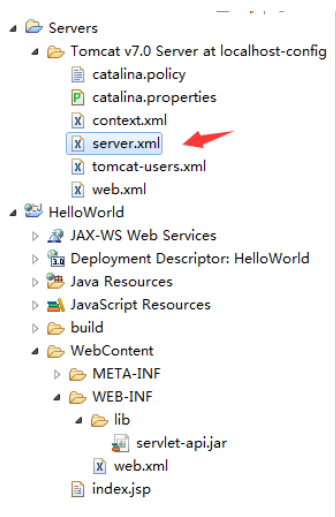 Servers
Tomcat v7.0 Server at localhost-config
catalina.policy
catalina.properties
context.xml
server.xml
tomcat-users.xml
web.xml
HelloWorld
JAX-WS Web Services
Deployment Descriptor: HelloWorld
Java Resources
JavaScript Resources
build
WebContent
META-INF
WEB-INF
lib
servlet-api.jar
web.xml
index.jsp